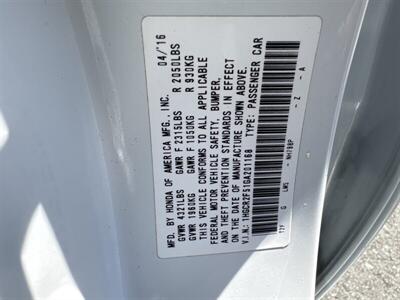 MFD. BY HONDA OF AMERICA MFG., INC. 04/'16
GVWR 4321LBS GAWR F 2315LBS R 2050LBS
GVWR 1960KG GAWR F 1050KG R 930KG
THIS VEHICLE CONFORMS TO ALL APPLICABLE
FEDERAL MOTOR VEHICLE SAFETY, BUMPER,
AND THEFT PREVENTION STANDARDS IN EFFECT
ON THE DATE OF MANUFACTURE SHOWN ABOVE.
V.I.N.: 1HGCR2F51GA201168 TYPE: PASSENGER CAR
G LMS - Z - A